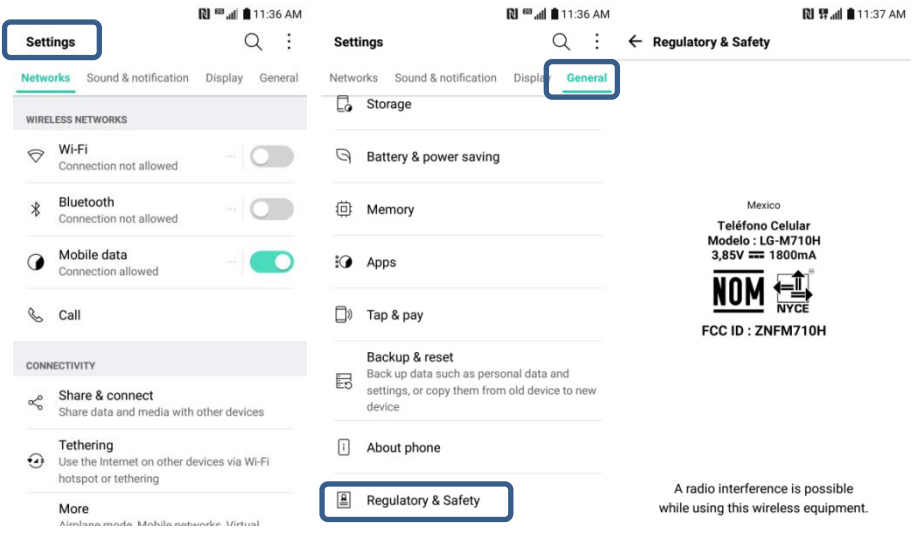 11:36 AM
Settings
Networks Sound & notification Display General
WIRELESS NETWORKS
Wi-Fi
Connection not allowed
Bluetooth
Connection not allowed
Mobile data
Connection allowed
Call
CONNECTIVITY
Share & connect
Share data and media with other devices
Tethering
Use the Internet on other devices via Wi-Fi
hotspot or tethering
More
Airplane mode, Mobile networks, Virtual
11:36 AM
Settings
Networks Sound & notification Display General
Storage
Battery & power saving
Memory
Apps
Tap & pay
Backup & reset
Back up data such as personal data and
settings, or copy them from old device to new
device
About phone
Regulatory & Safety
11:37 AM
Regulatory & Safety
Mexico
Teléfono Celular
Modelo : LG-M710H
3,85V ⎓ 1800mA
NOM NYCE
FCC ID : ZNFM710H
A radio interference is possible
while using this wireless equipment.